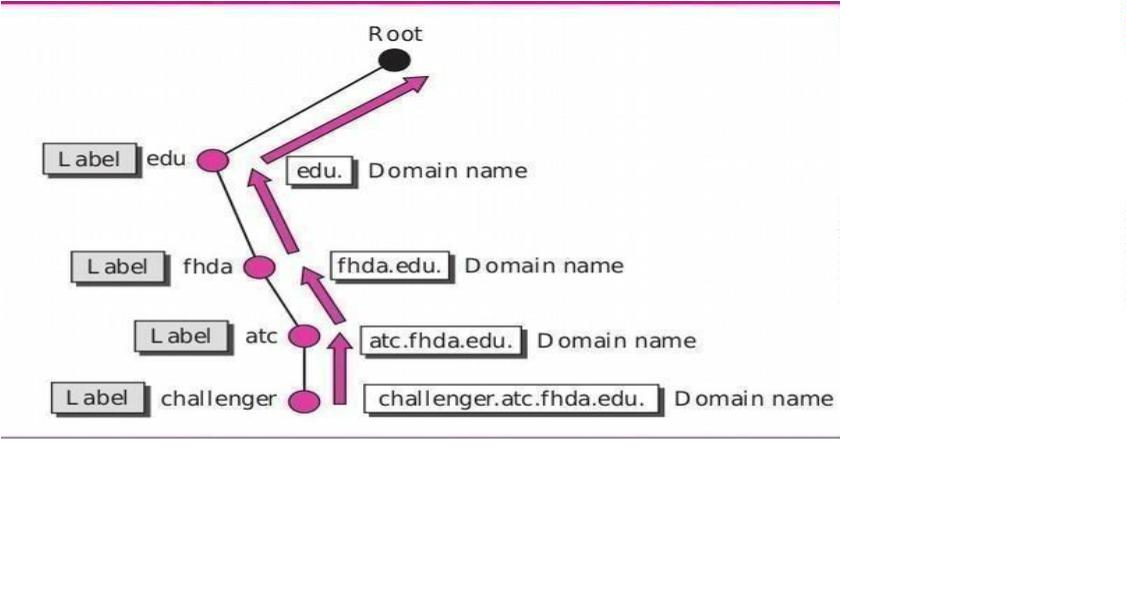 Root
Label edu
edu. Domain name
Label fhda
fhda.edu. Domain name
Label atc
atc.fhda.edu. Domain name
Label challenger
challenger.atc.fhda.edu. Domain name